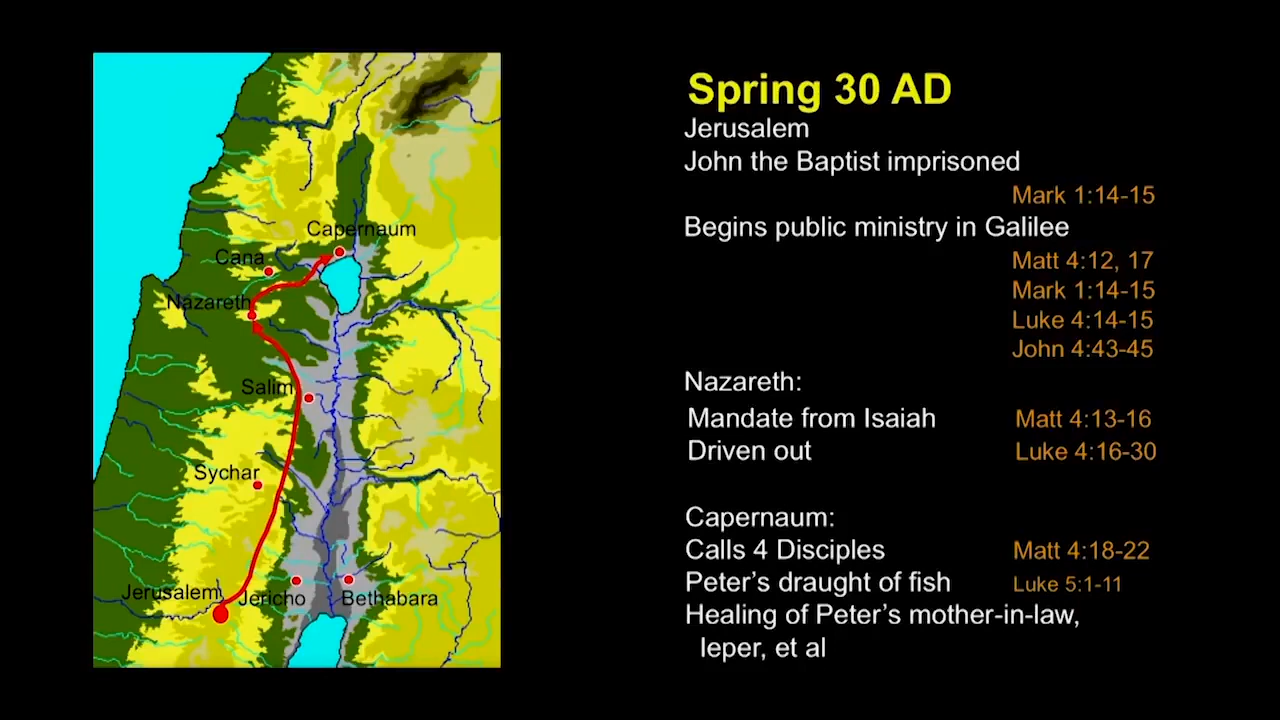 Capernaum
Cana
Nazareth
Salim
Sychar
Jerusalem
Jericho
Bethabara
Spring 30 AD
Jerusalem
John the Baptist imprisoned
Mark 1:14-15
Begins public ministry in Galilee
Matt 4:12, 17
Mark 1:14-15
Luke 4:14-15
John 4:43-45
Nazareth:
Mandate from Isaiah Matt 4:13-16
Driven out Luke 4:16-30
Capernaum:
Calls 4 Disciples Matt 4:18-22
Peter's draught of fish Luke 5:1-11
Healing of Peter's mother-in-law,
leper, et al